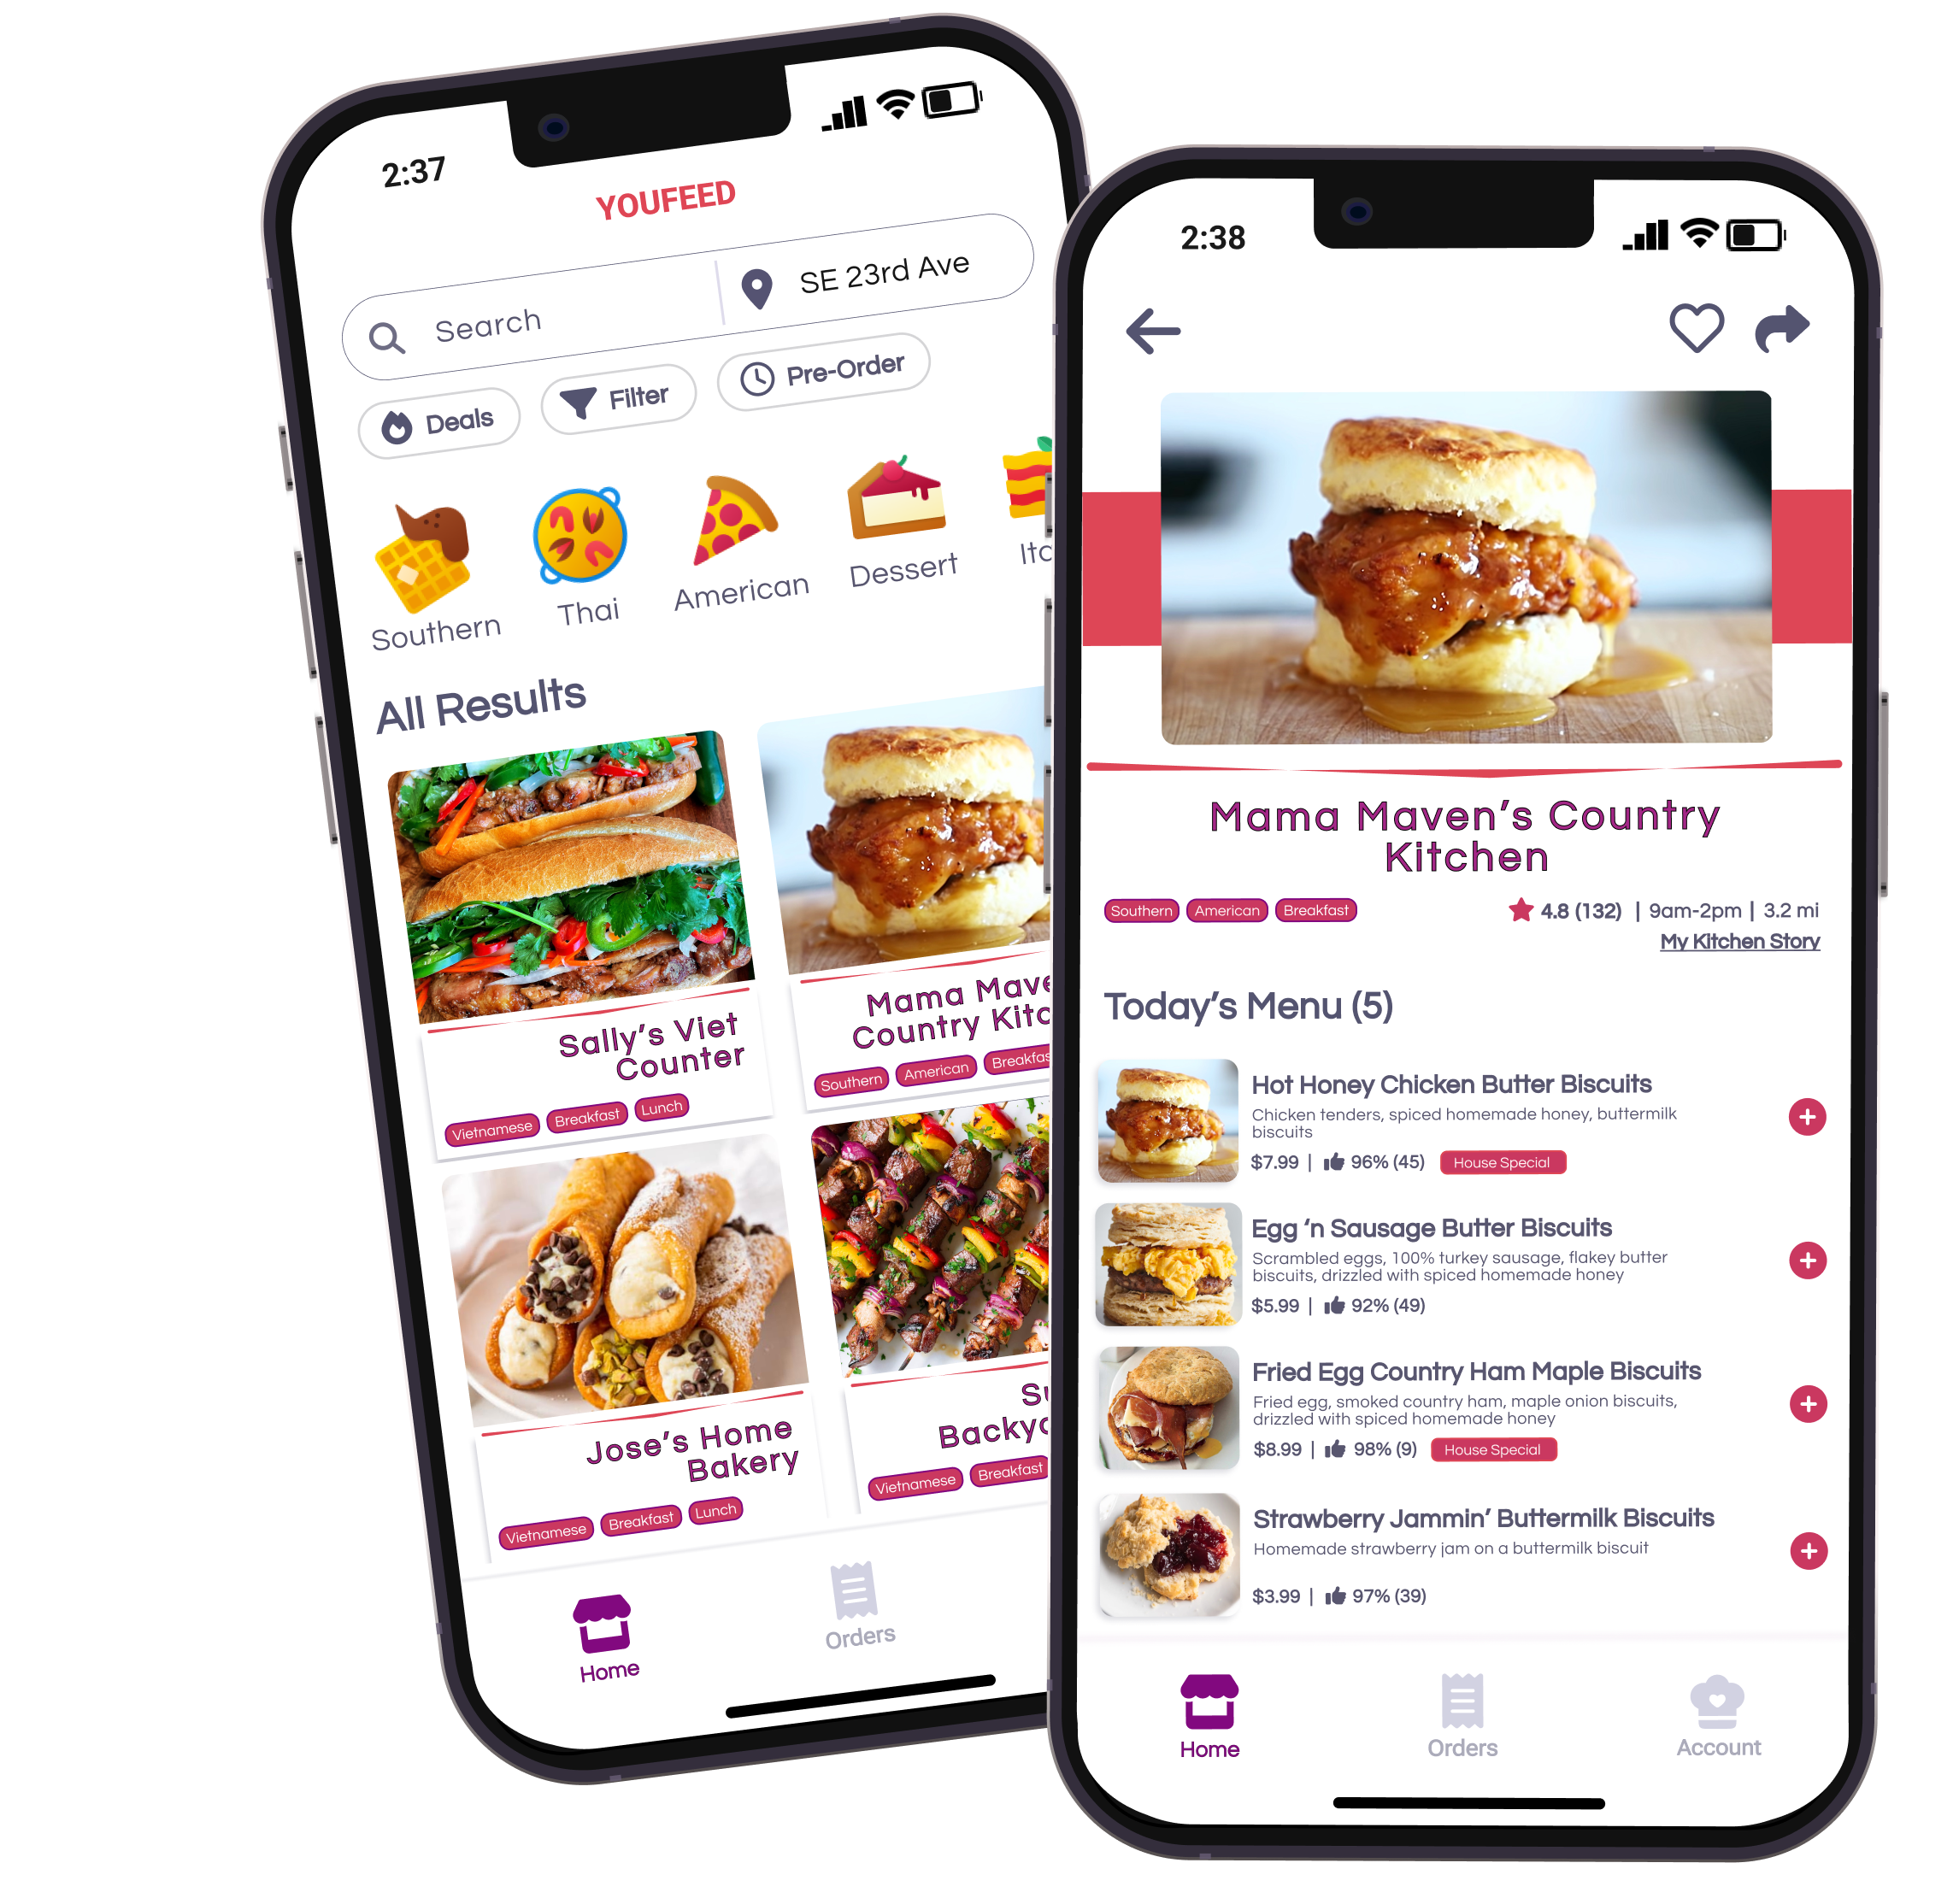 2:37
YOUFEED
Search
SE 23rd Ave
Deals
Filter
Pre-Order
Southern
Thai
American
Dessert
All Results
Sally’s Viet
Counter
Vietnamese
Breakfast
Lunch
Mama
Country
Southern
American
Jose’s Home
Bakery
Vietnamese
Breakfast
Lunch
Vietnamese
Breakfast
Home
Orders
2:38
Mama Maven’s Country
Kitchen
Southern
American
Breakfast
4.8 (132) | 9am-2pm | 3.2 mi
My Kitchen Story
Today’s Menu (5)
Hot Honey Chicken Butter Biscuits
Chicken tenders, spiced homemade honey, buttermilk
biscuits
$7.99 | 96% (45) House Special
Egg ‘n Sausage Butter Biscuits
Scrambled eggs, 100% turkey sausage, flakey butter
biscuits, drizzled with spiced homemade honey
$5.99 | 92% (49)
Fried Egg Country Ham Maple Biscuits
Fried egg, smoked country ham, maple onion biscuits,
drizzled with spiced homemade honey
$8.99 | 98% (9) House Special
Strawberry Jammin’ Buttermilk Biscuits
Homemade strawberry jam on a buttermilk biscuit
$3.99 | 97% (39)
Home
Orders
Account